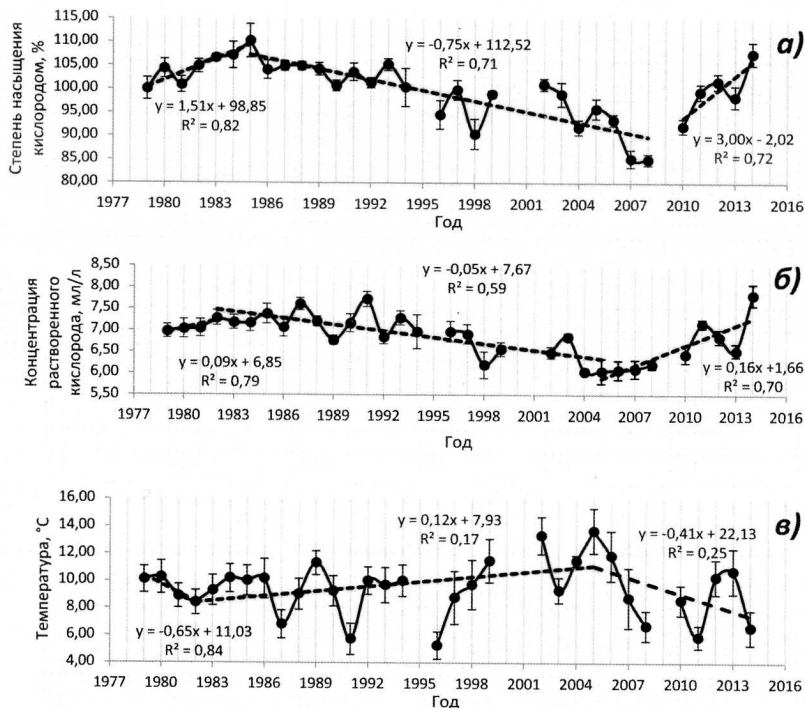 а)
Степень насыщения
кислородом, %
115,00
110,00
105,00
100,00
95,00
90,00
85,00
80,00
y = 1,51x + 98,85
R² = 0,82
y = -0,75x + 112,52
R² = 0,71
y = 3,00x - 2,02
R² = 0,72
1977 1980 1983 1986 1989 1992 1995 1998 2001 2004 2007 2010 2013 2016
Год
б)
Концентрация
растворенного
кислорода, мл/л
8,50
8,00
7,50
7,00
6,50
6,00
5,50
y = -0,05x + 7,67
R² = 0,59
y = 0,09x + 6,85
R² = 0,79
y = 0,16x +1,66
R² = 0,70
1977 1980 1983 1986 1989 1992 1995 1998 2001 2004 2007 2010 2013 2016
Год
в)
Температура, °C
16,00
14,00
12,00
10,00
8,00
6,00
4,00
y = 0,12x + 7,93
R² = 0,17
y = -0,41x + 22,13
R² = 0,25
y = -0,65x + 11,03
R² = 0,84
1977 1980 1983 1986 1989 1992 1995 1998 2001 2004 2007 2010 2013 2016
Год